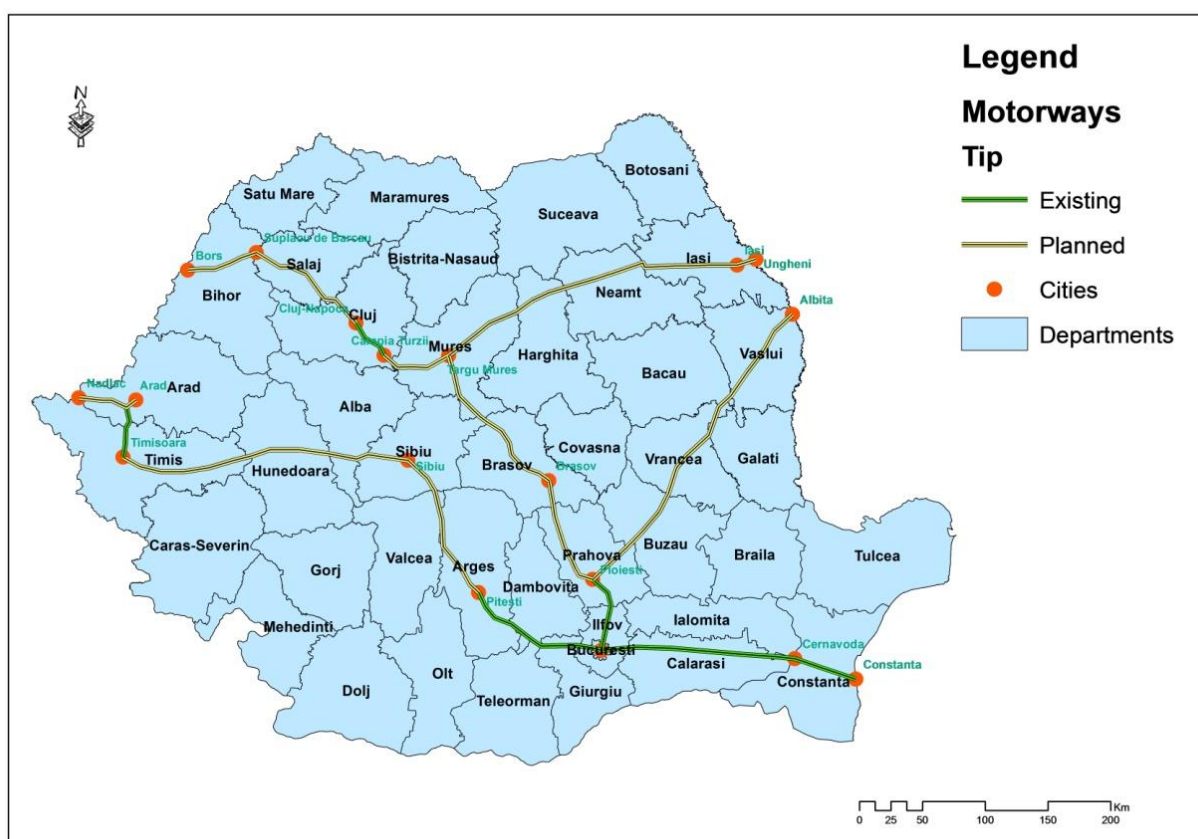 Legend
Motorways
Tip
Existing
Planned
Cities
Departments
N
Botosani
Satu Mare
Maramures
Suceava
Suplacu de Barcau
Iasi
Bors
Salaj
Bistrita-Nasaud
Iasi
Ungheni
Bihor
Neamt
Albita
Cluj-Napoca
Cluj
Campia Turzii
Mures
Harghita
Vaslui
Targu Mures
Bacau
Nadlac
Arad
Arad
Alba
Timisoara
Timis
Sibiu
Sibiu
Covasna
Hunedoara
Brasov
Brasov
Vrancea
Galati
Caras-Severin
Valcea
Prahova
Buzau
Braila
Tulcea
Gorj
Arges
Dambovita
Ploiesti
Pitesti
Mehedinti
Ilfov
Ialomita
Bucuresti
Cernavoda
Calarasi
Constanta
Olt
Constanta
Dolj
Teleorman
Giurgiu
Km
0 25 50 100 150 200